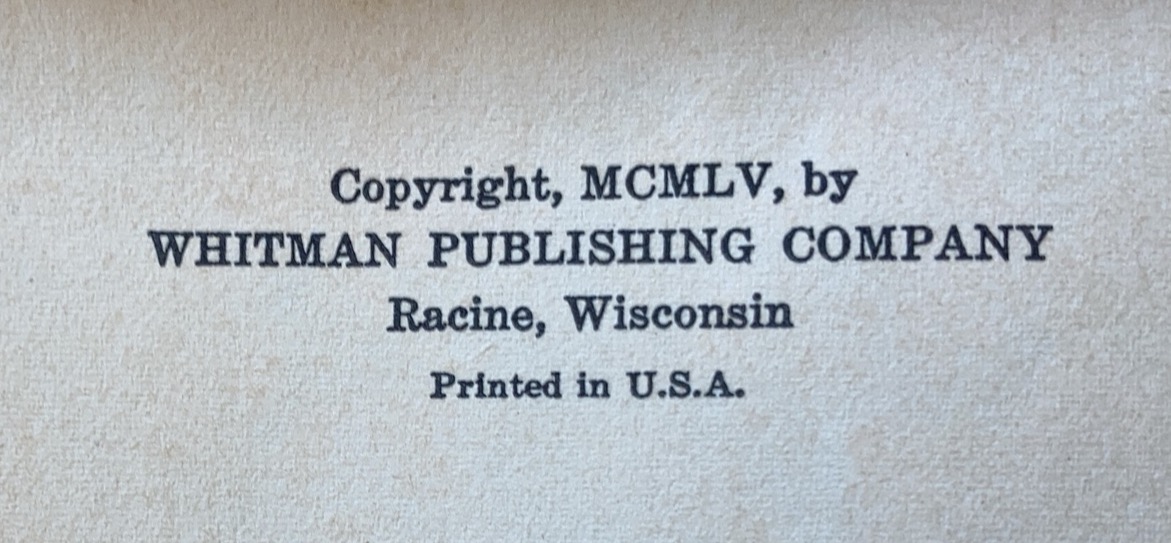 Copyright, MCMLV, by
WHITMAN PUBLISHING COMPANY
Racine, Wisconsin
Printed in U.S.A.